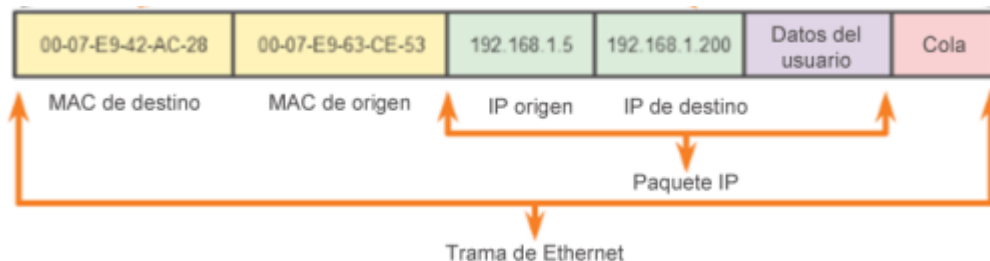 00-07-E9-42-AC-28 00-07-E9-63-CE-53 192.168.1.5 192.168.1.200 Datos del usuario Cola
MAC de destino MAC de origen IP origen IP de destino
Paquete IP
Trama de Ethernet